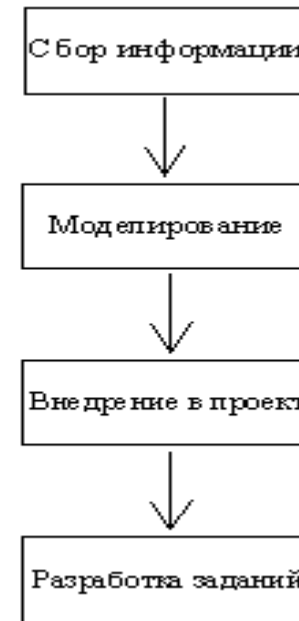 Сбор информации
Моделирование
Внедрение в проект
Разработка заданий